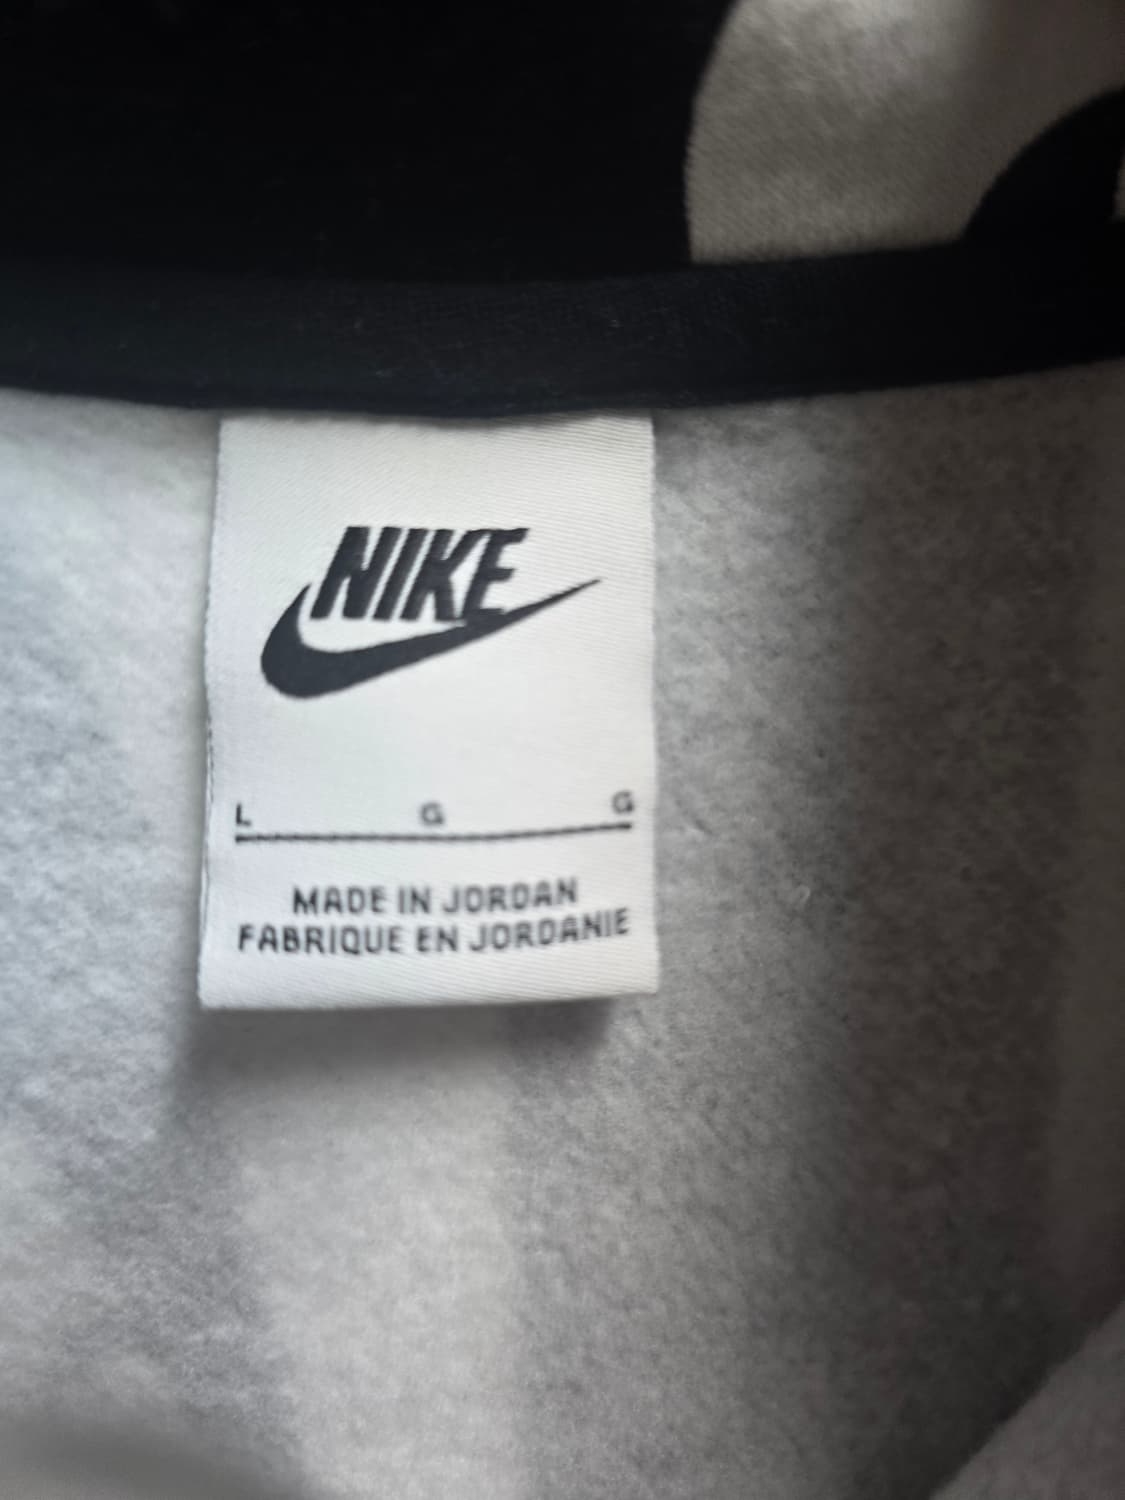 NIKE
L G G
MADE IN JORDAN
FABRIQUE EN JORDANIE